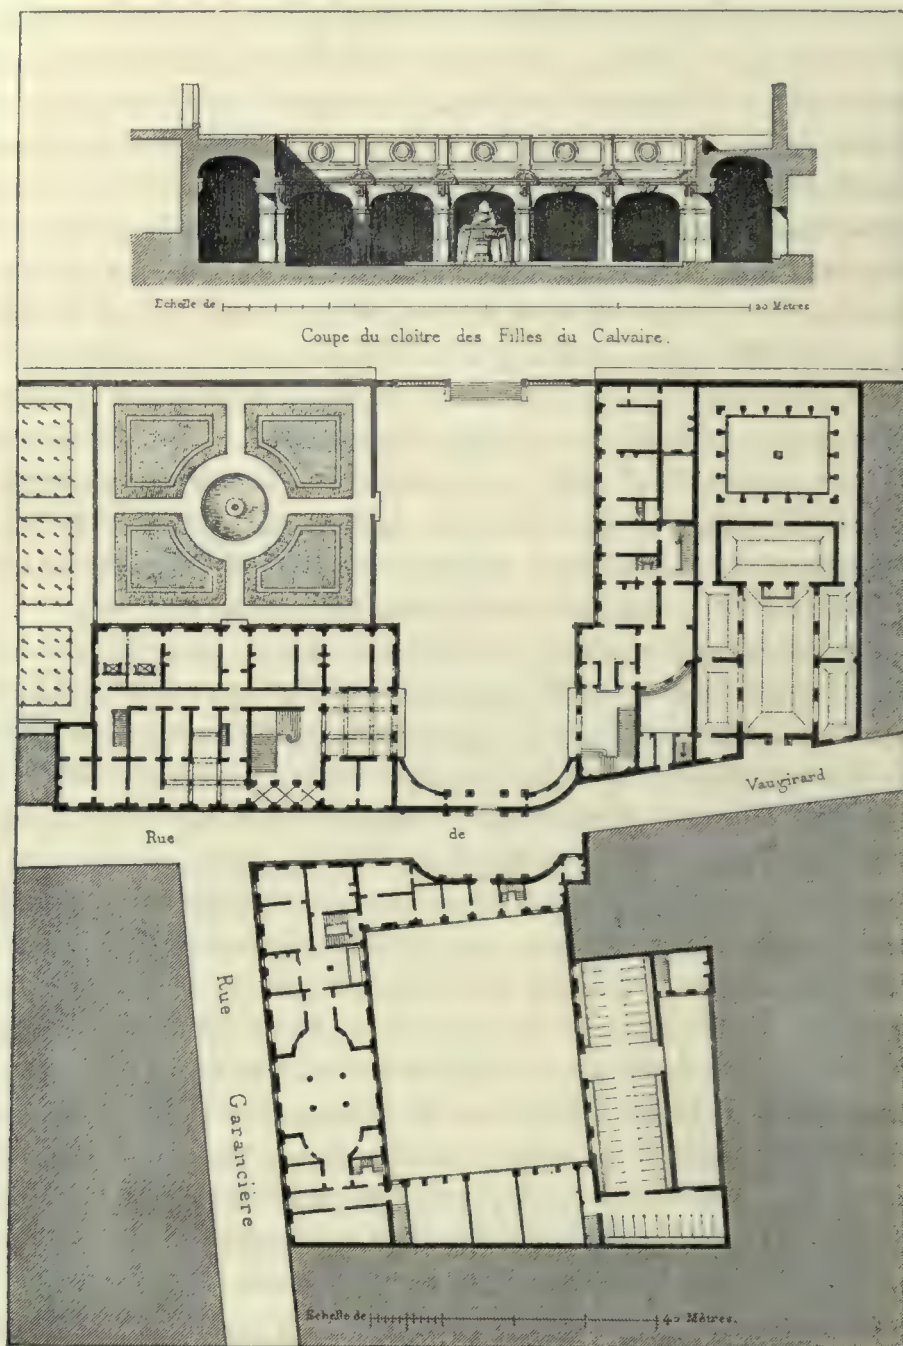 Echelle de 20 Mètres
Coupe du cloitre des Filles du Calvaire.
Vaugirard
Rue de
Rue
Garancière
Echelle de 40 Mètres.